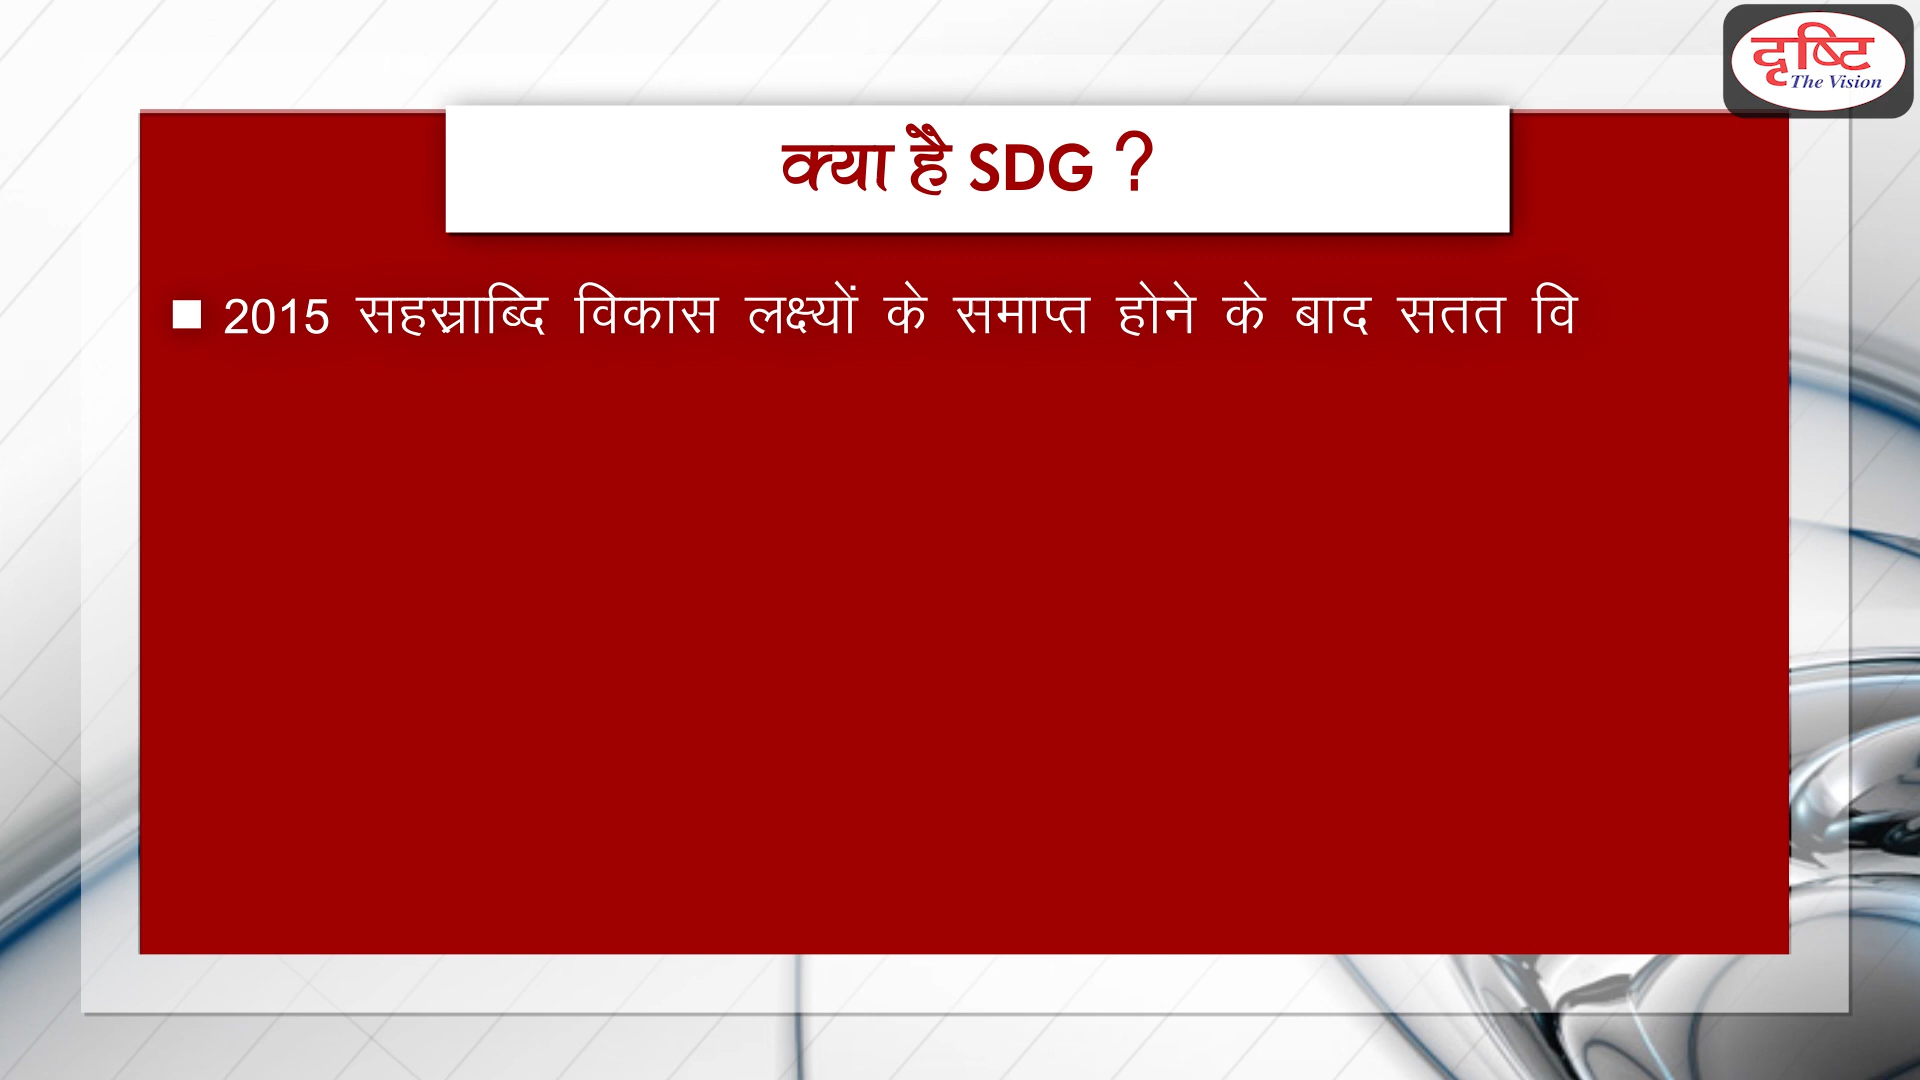 दृष्टि
The Vision
क्या है SDG ?
■ 2015 सहस्राब्दि विकास लक्ष्यों के समाप्त होने के बाद सतत वि